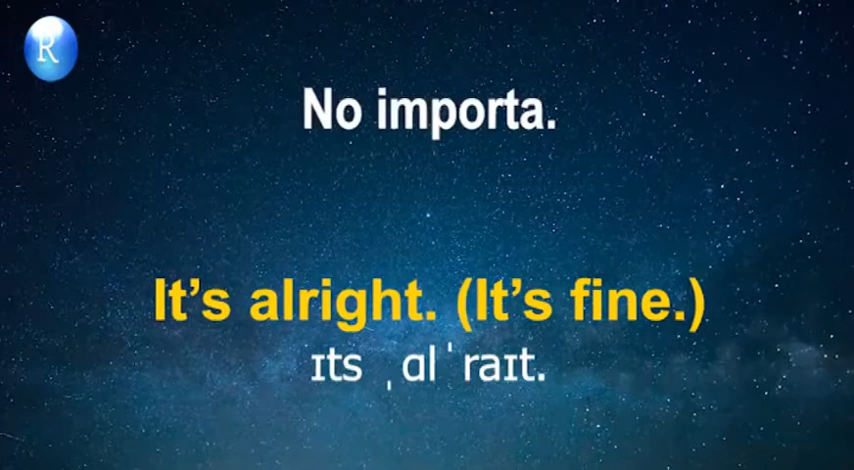 R
No importa.
It’s alright. (It’s fine.)
ɪts ˌɑlˈraɪt.